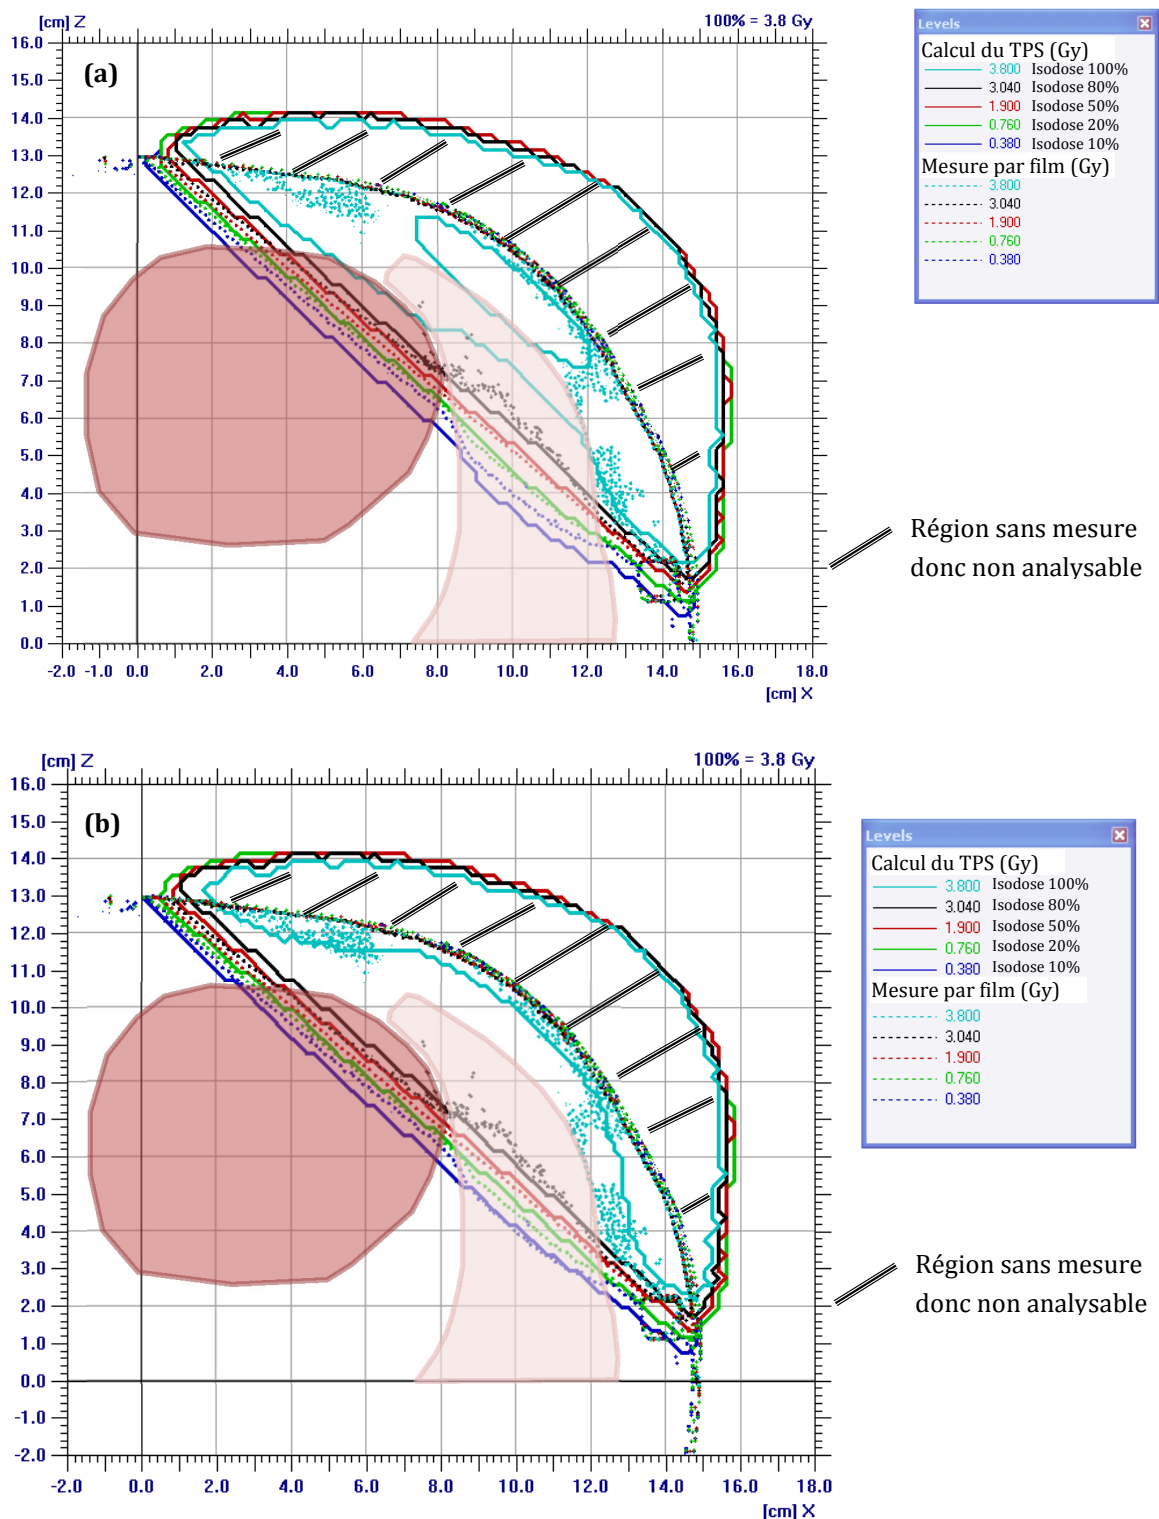 [cm] Z
100% = 3.8 Gy
(a)
16.0
15.0
14.0
13.0
12.0
11.0
10.0
9.0
8.0
7.0
6.0
5.0
4.0
3.0
2.0
1.0
0.0
-2.0 -1.0 0.0 2.0 4.0 6.0 8.0 10.0 12.0 14.0 16.0 18.0
[cm] X
Levels
Calcul du TPS (Gy)
3.800 Isodose 100%
3.040 Isodose 80%
1.900 Isodose 50%
0.760 Isodose 20%
0.380 Isodose 10%
Mesure par film (Gy)
3.800
3.040
1.900
0.760
0.380
Région sans mesure
donc non analysable
[cm] Z
100% = 3.8 Gy
(b)
16.0
15.0
14.0
13.0
12.0
11.0
10.0
9.0
8.0
7.0
6.0
5.0
4.0
3.0
2.0
1.0
0.0
-1.0
-2.0
-2.0 0.0 2.0 4.0 6.0 8.0 10.0 12.0 14.0 16.0 18.0
[cm] X
Levels
Calcul du TPS (Gy)
3.800 Isodose 100%
3.040 Isodose 80%
1.900 Isodose 50%
0.760 Isodose 20%
0.380 Isodose 10%
Mesure par film (Gy)
3.800
3.040
1.900
0.760
0.380
Région sans mesure
donc non analysable